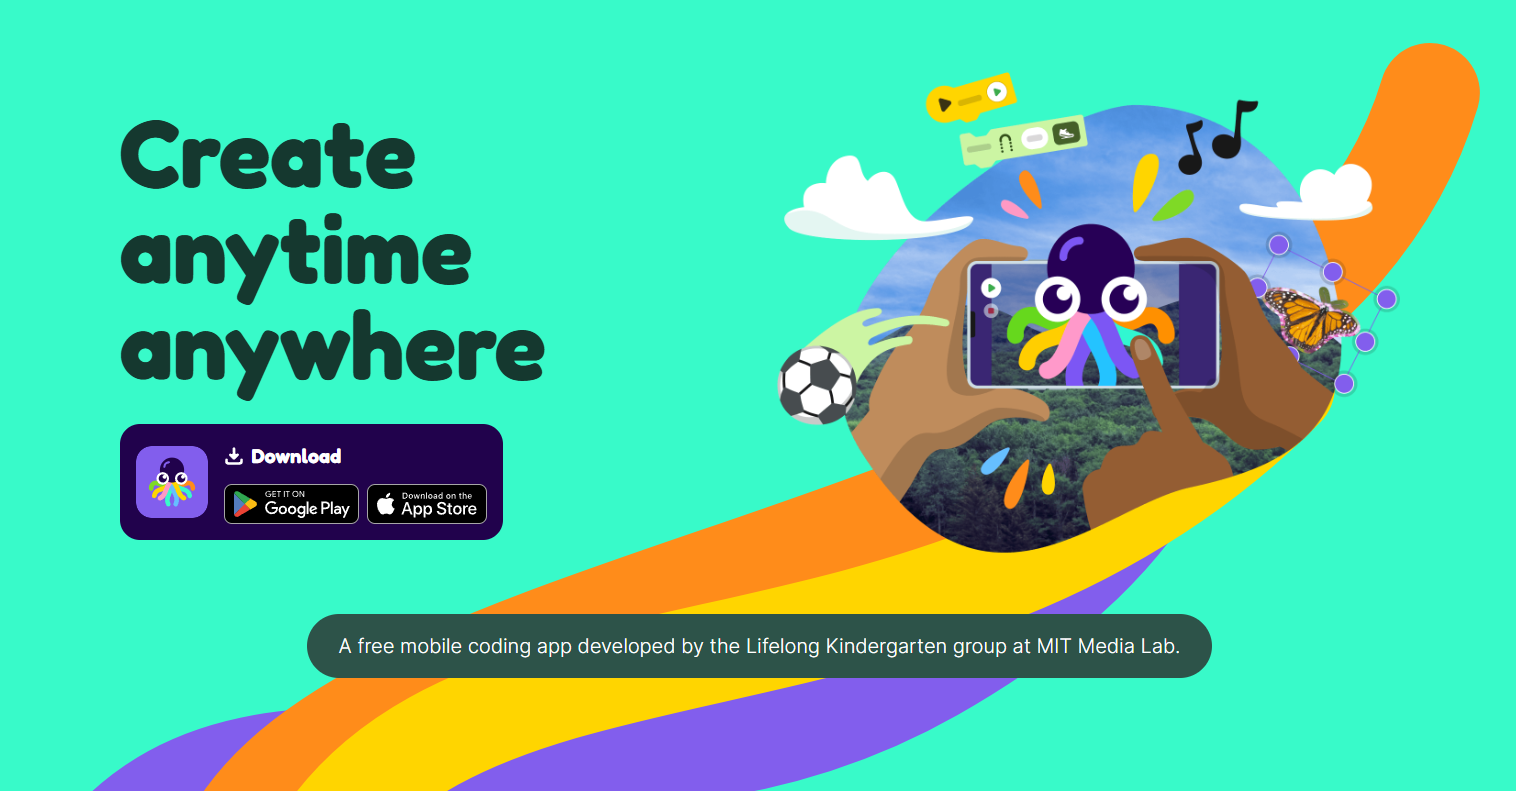 Create
anytime
anywhere
Download
GET IT ON
Google Play
Download on the
App Store
A free mobile coding app developed by the Lifelong Kindergarten group at MIT Media Lab.